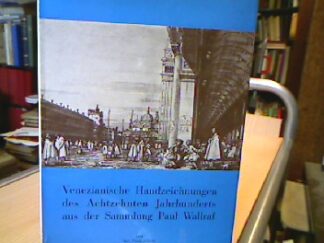 Venezianische Handzeichnungen
des Achtzehnten Jahrhunderts
aus der Sammlung Paul Wallraf